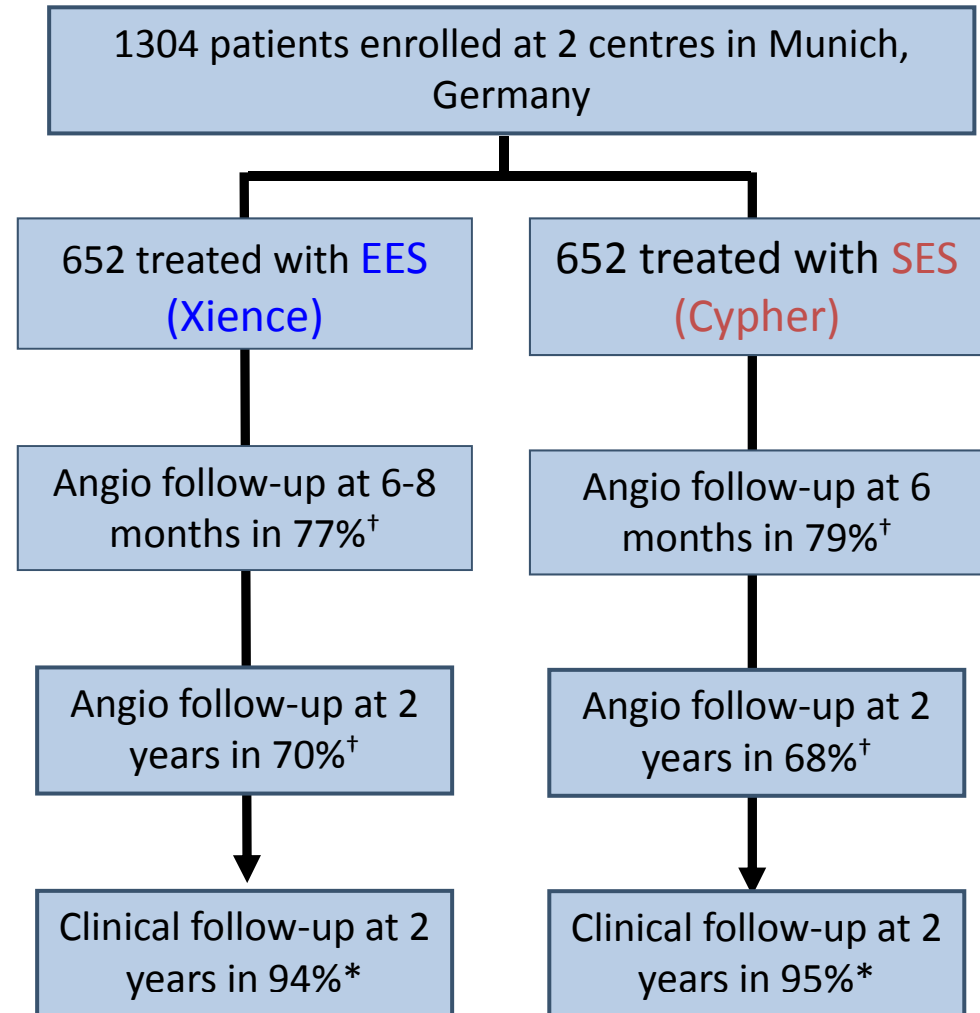 1304 patients enrolled at 2 centres in Munich,
Germany
652 treated with EES
(Xience)
652 treated with SES
(Cypher)
Angio follow-up at 6-8
months in 77%†
Angio follow-up at 6
months in 79%†
Angio follow-up at 2
years in 70%†
Angio follow-up at 2
years in 68%†
Clinical follow-up at 2
years in 94%*
Clinical follow-up at 2
years in 95%*